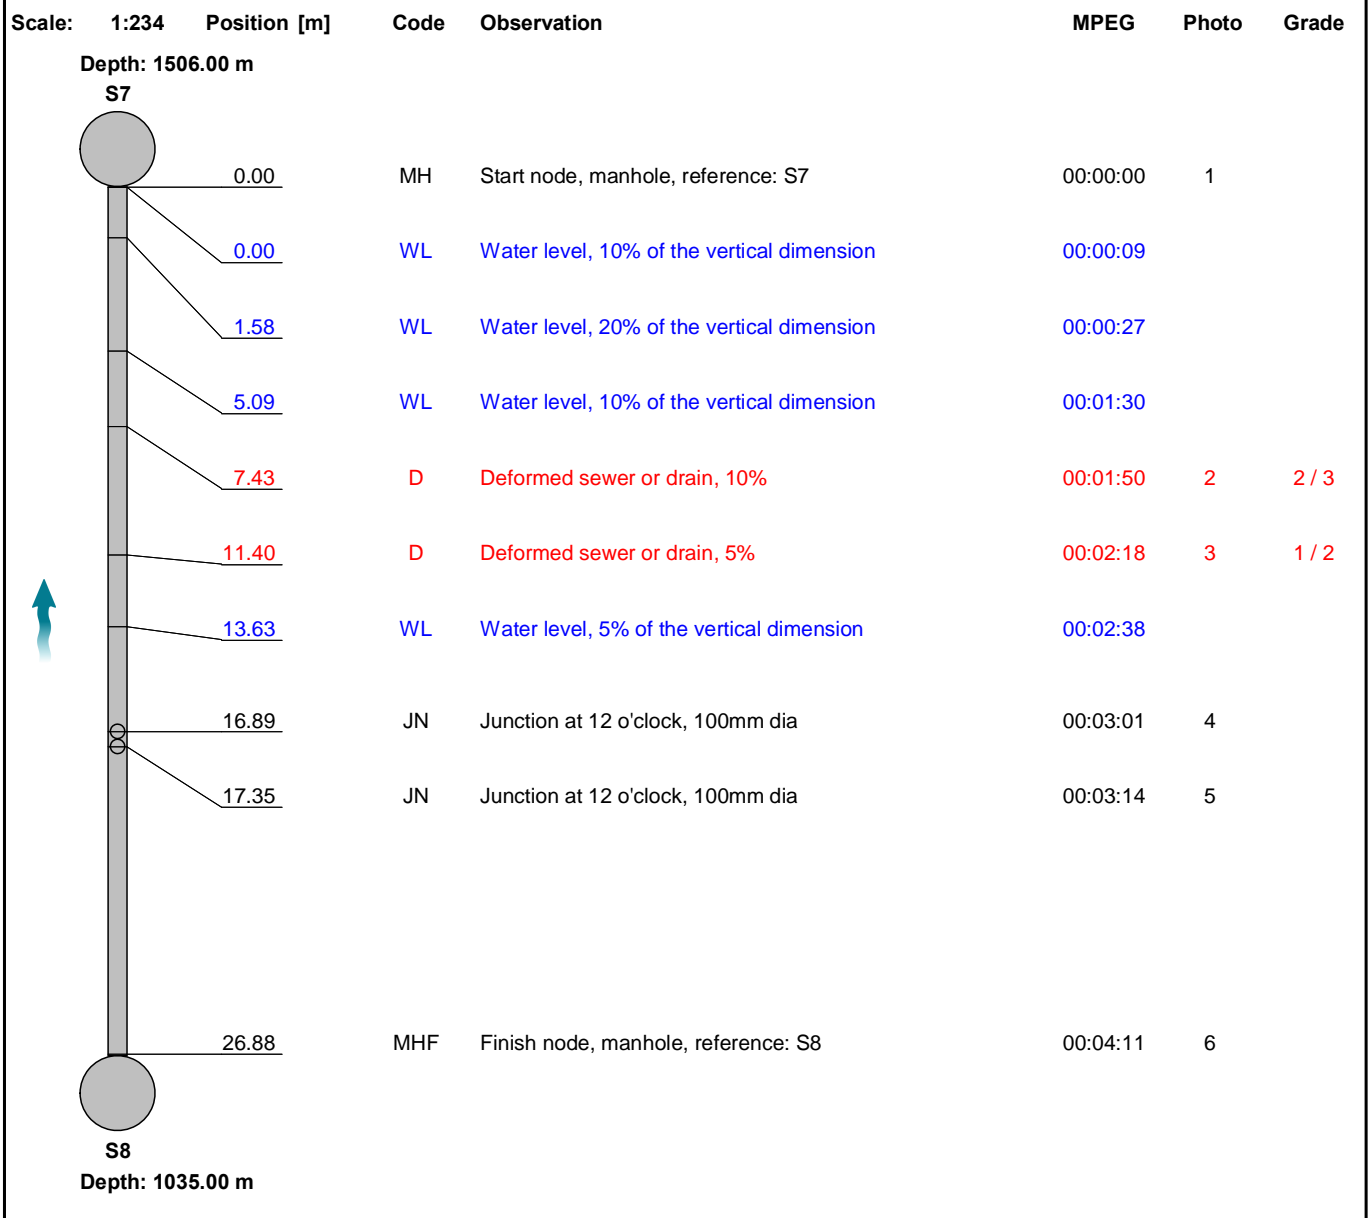 Scale: 1:234 Position [m] Code Observation MPEG Photo Grade
Depth: 1506.00 m
S7
0.00 MH Start node, manhole, reference: S7 00:00:00 1
0.00 WL Water level, 10% of the vertical dimension 00:00:09
1.58 WL Water level, 20% of the vertical dimension 00:00:27
5.09 WL Water level, 10% of the vertical dimension 00:01:30
7.43 D Deformed sewer or drain, 10% 00:01:50 2 2 / 3
11.40 D Deformed sewer or drain, 5% 00:02:18 3 1 / 2
13.63 WL Water level, 5% of the vertical dimension 00:02:38
16.89 JN Junction at 12 o'clock, 100mm dia 00:03:01 4
17.35 JN Junction at 12 o'clock, 100mm dia 00:03:14 5
26.88 MHF Finish node, manhole, reference: S8 00:04:11 6
S8
Depth: 1035.00 m